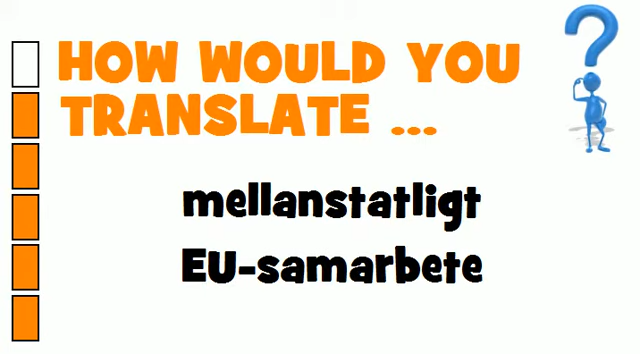 HOW WOULD YOU
TRANSLATE ...
mellanstatligt
EU-samarbete